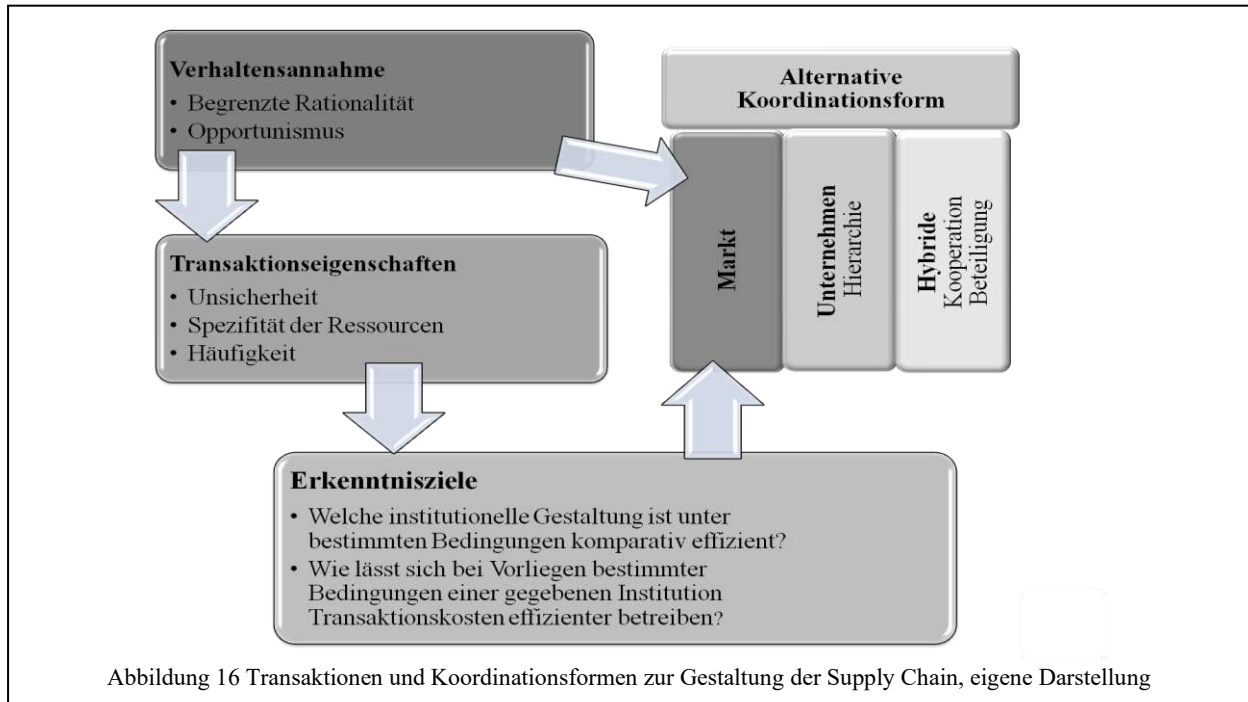 Verhaltensannahme
• Begrenzte Rationalität
• Opportunismus
Transaktionseigenschaften
• Unsicherheit
• Spezifität der Ressourcen
• Häufigkeit
Erkenntnisziele
• Welche institutionelle Gestaltung ist unter
bestimmten Bedingungen komparativ effizient?
• Wie lässt sich bei Vorliegen bestimmter
Bedingungen einer gegebenen Institution
Transaktionskosten effizienter betreiben?
Alternative
Koordinationsform
Markt
Unternehmen
Hierarchie
Hybride
Kooperation
Beteiligung
Abbildung 16 Transaktionen und Koordinationsformen zur Gestaltung der Supply Chain, eigene Darstellung